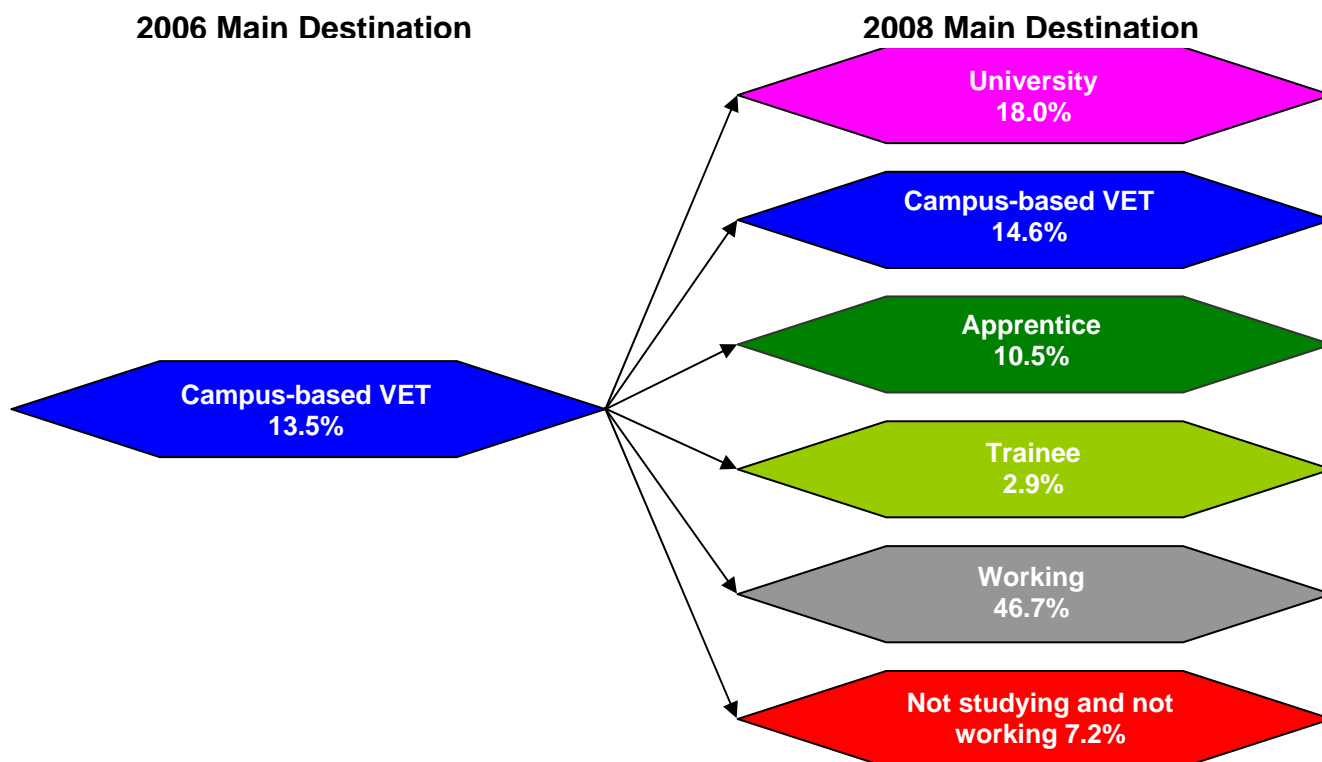 2006 Main Destination
2008 Main Destination
University
18.0%
Campus-based VET
14.6%
Apprentice
10.5%
Campus-based VET
13.5%
Trainee
2.9%
Working
46.7%
Not studying and not
working 7.2%